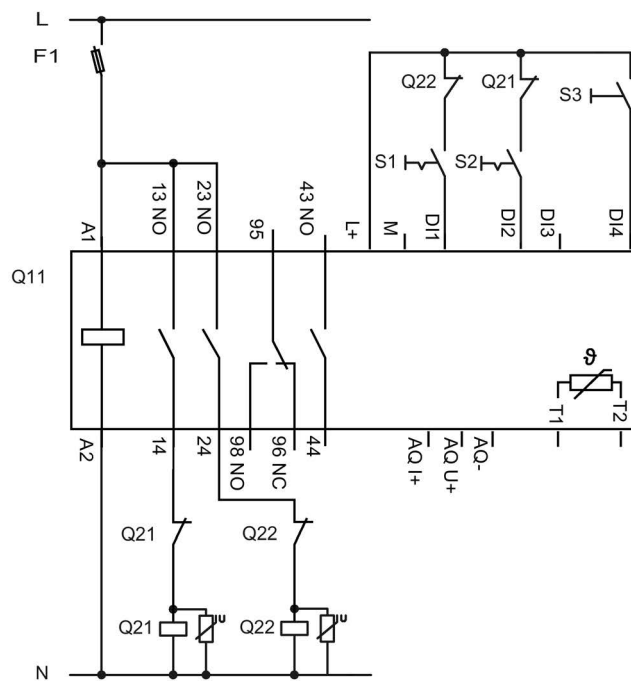 L
F1
Q22
Q21
S3
S1
S2
A1
13 NO
23 NO
95
43 NO
L+
M
DI1
DI2
DI3
DI4
Q11
ϑ
T1
T2
A2
14
24
98 NO
96 NC
44
AQ I+
AQ U+
AQ-
Q21
Q22
Q21
U
Q22
U
N